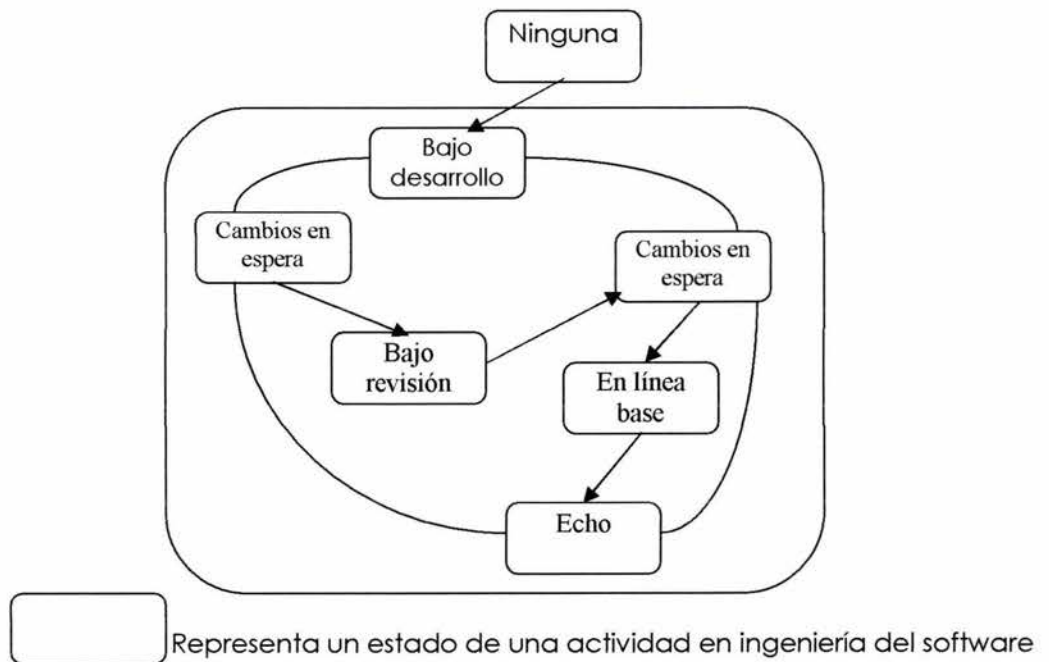 Ninguna
Bajo
desarrollo
Cambios en
espera
Cambios en
espera
Bajo
revisión
En línea
base
Echo
Representa un estado de una actividad en ingeniería del software